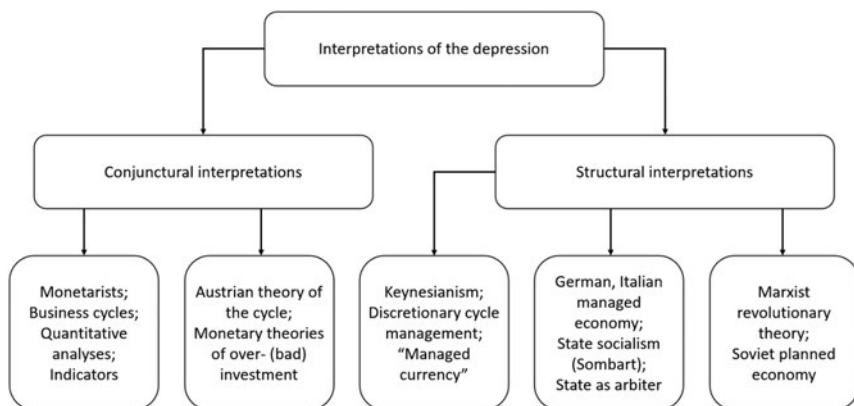 Interpretations of the depression
Conjunctural interpretations
Structural interpretations
Monetarists;
Business cycles;
Quantitative
analyses;
Indicators
Austrian theory of
the cycle;
Monetary theories
of over- (bad)
investment
Keynesianism;
Discretionary cycle
management;
“Managed
currency”
German, Italian
managed
economy;
State socialism
(Sombart);
State as arbiter
Marxist
revolutionary
theory;
Soviet planned
economy